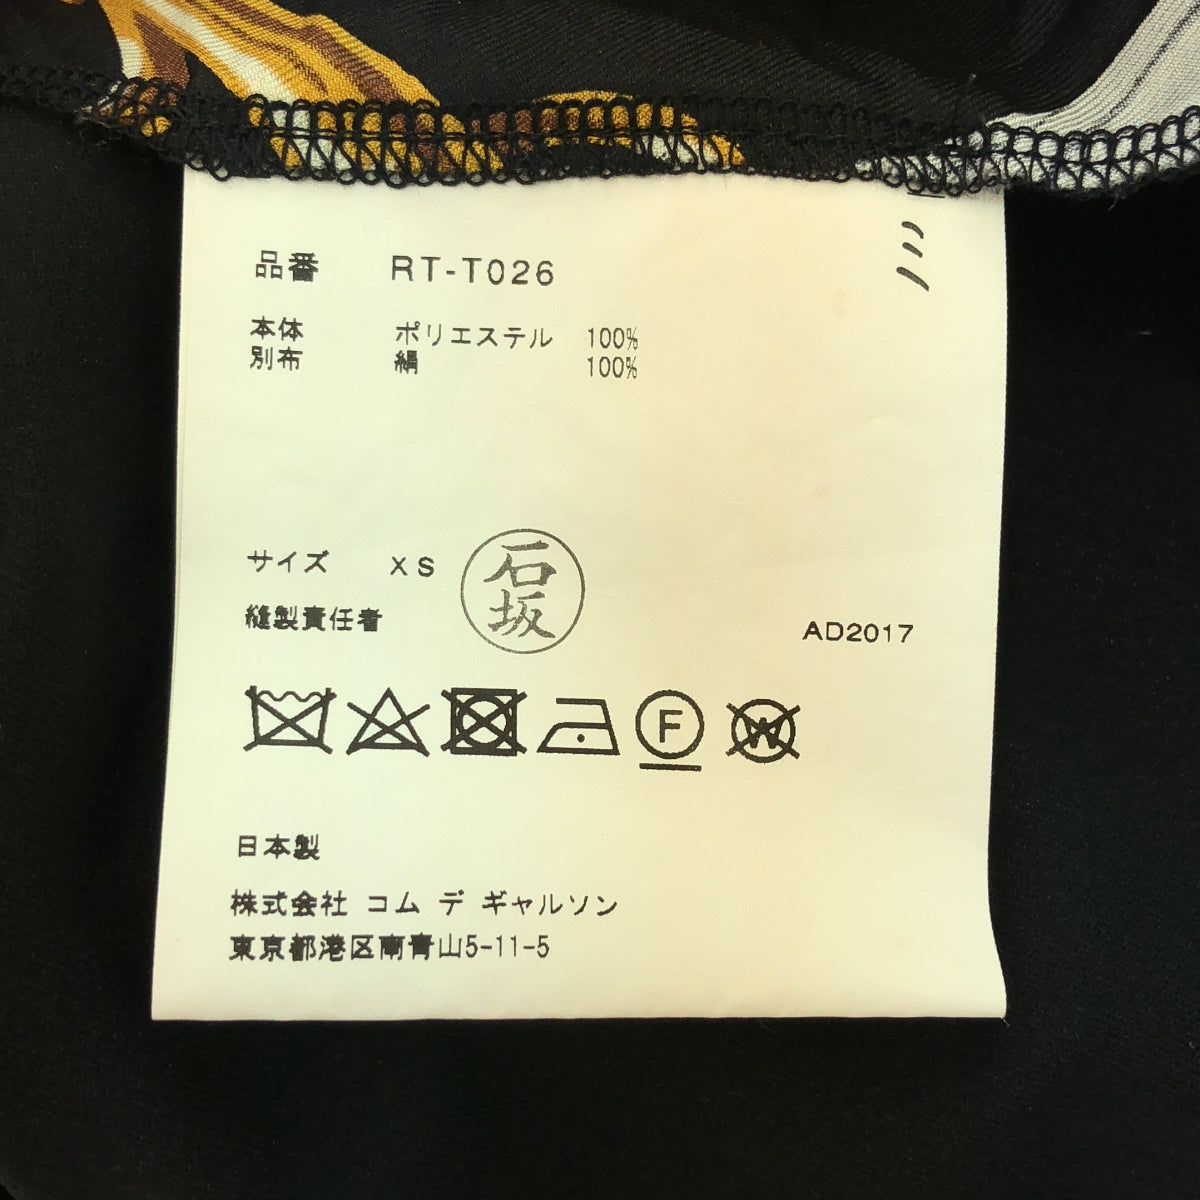 品番 RT-T026
本体 ポリエステル 100%
別布 絹 100%
サイズ XS
石坂
縫製責任者
AD2017
F
W
日本製
株式会社 コム デ ギャルソン
東京都港区南青山5-11-5